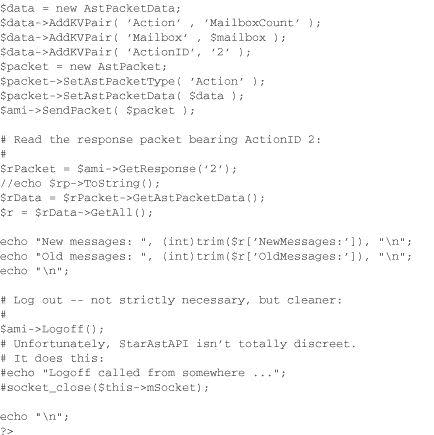 $data = new AstPacketData;
$data->AddKVPair( ‘Action’ , ‘MailboxCount’ );
$data->AddKVPair( ‘Mailbox’ , $mailbox );
$data->AddKVPair( ‘ActionID’, ‘2’ );
$packet = new AstPacket;
$packet->SetAstPacketType( ‘Action’ );
$packet->SetAstPacketData( $data );
$ami->SendPacket( $packet );
# Read the response packet bearing ActionID 2:
#
$rPacket = $ami->GetResponse(‘2’);
//echo $rp->ToString();
$rData = $rPacket->GetAstPacketData();
$r = $rData->GetAll();
echo "New messages: ", (int)trim($r[‘NewMessages:’]), "\n";
echo "Old messages: ", (int)trim($r[‘OldMessages:’]), "\n";
echo "\n";
# Log out -- not strictly necessary, but cleaner:
#
$ami->Logoff();
# Unfortunately, StarAstAPI isn’t totally discreet.
# It does this:
#echo "Logoff called from somewhere ...";
#socket_close($this->mSocket);
echo "\n";
?>